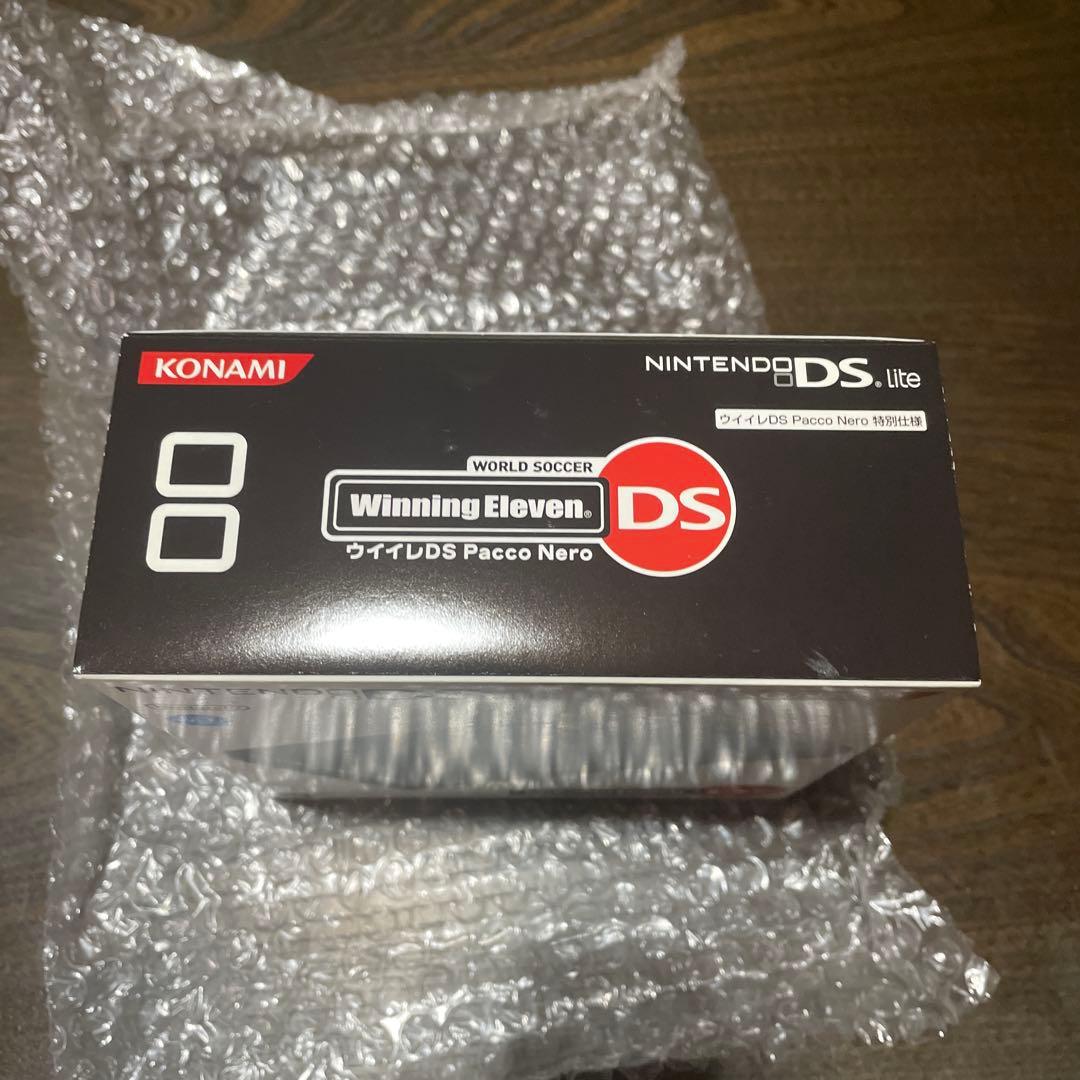 KONAMI
NINTENDO DS Lite
ウイイレDS Pacco Nero 特別仕様
WORLD SOCCER
Winning Eleven® DS
ウイイレDS Pacco Nero
NINTENDO